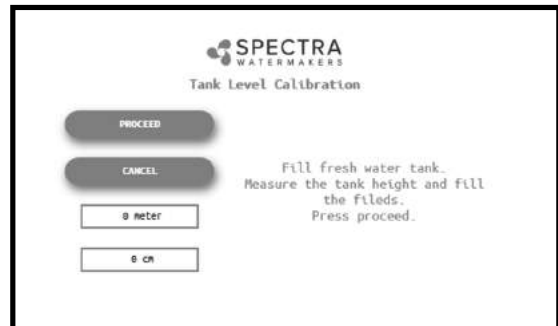 SPECTRA
WATERMAKERS
Tank Level Calibration
PROCEED
CANCEL
0 meter
0 cm
Fill fresh water tank.
Measure the tank height and fill
the fileds.
Press proceed.